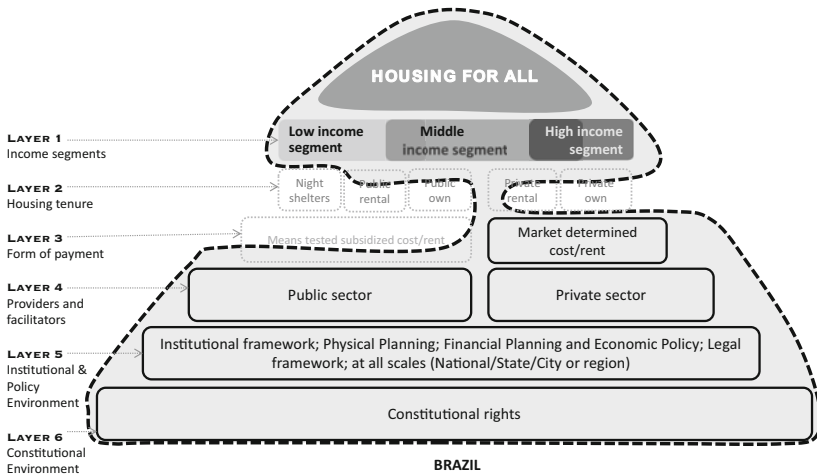 HOUSING FOR ALL
LAYER 1
Income segments
Low income
segment
Middle
income segment
High income
segment
LAYER 2
Housing tenure
Night
shelters
Public
rental
Public
own
Private
rental
Private
own
LAYER 3
Form of payment
Means tested subsidized cost/rent
Market determined
cost/rent
LAYER 4
Providers and
facilitators
Public sector
Private sector
LAYER 5
Institutional &
Policy
Environment
Institutional framework; Physical Planning; Financial Planning and Economic Policy; Legal
framework; at all scales (National/State/City or region)
LAYER 6
Constitutional
Environment
Constitutional rights
BRAZIL